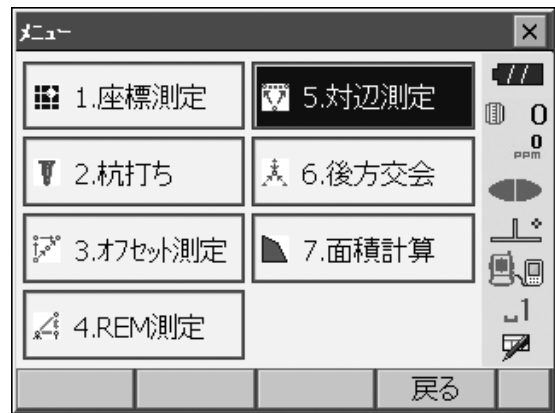 メニュー
1.座標測定
5.対辺測定
2.杭打ち
6.後方交会
3.オフセット測定
7.面積計算
4.REM測定
0
0
PPM
1
戻る